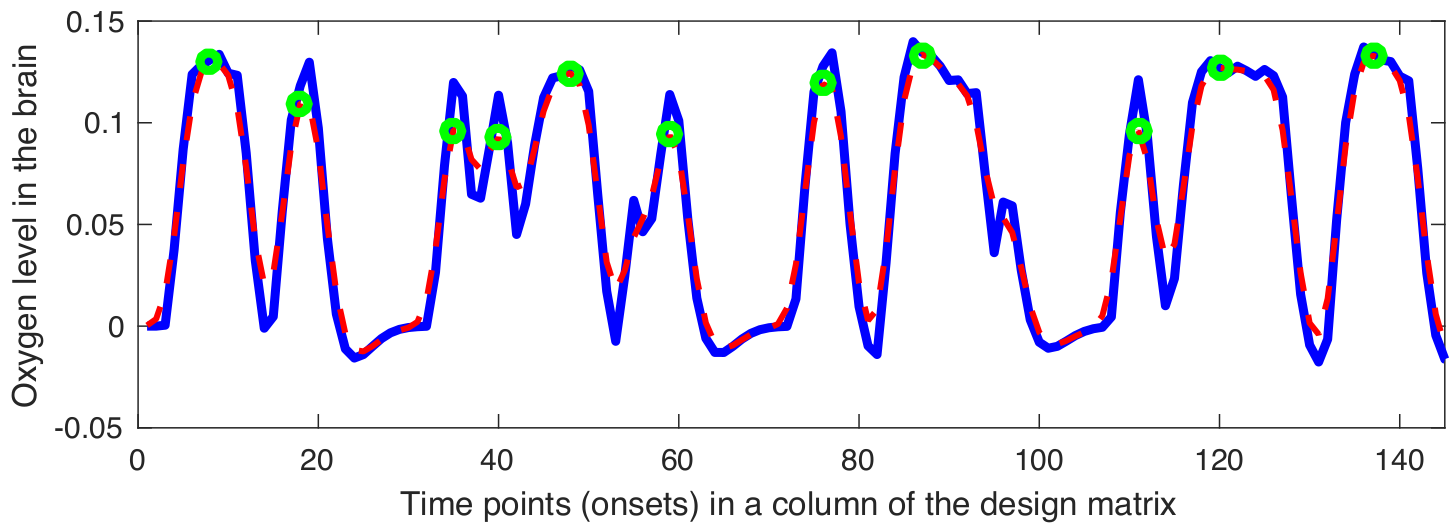 Oxygen level in the brain
0.15
0.1
0.05
0
-0.05
0 20 40 60 80 100 120 140
Time points (onsets) in a column of the design matrix